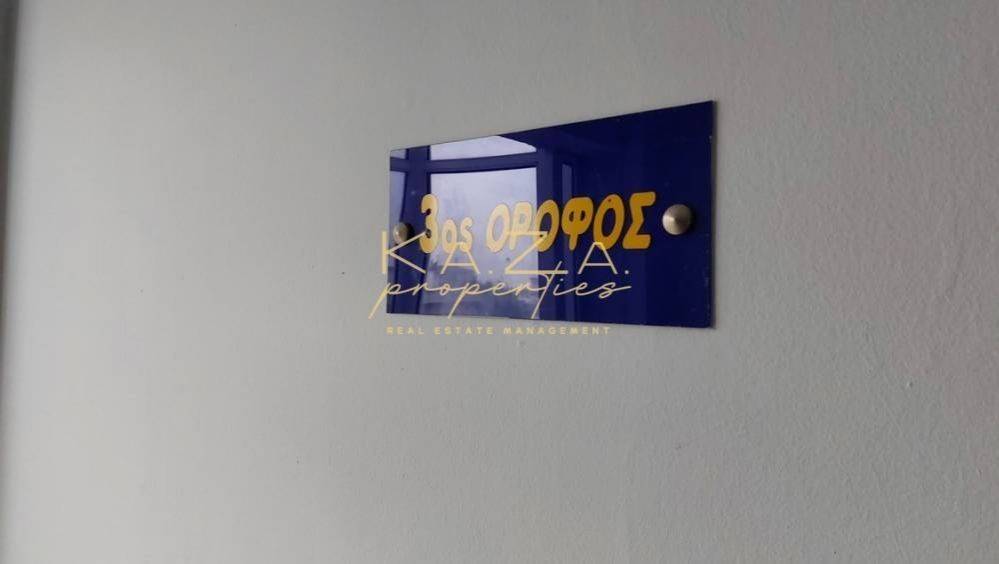 3ος ΟΡΟΦΟΣ
K.A.Z.A.
properties
REAL ESTATE MANAGEMENT